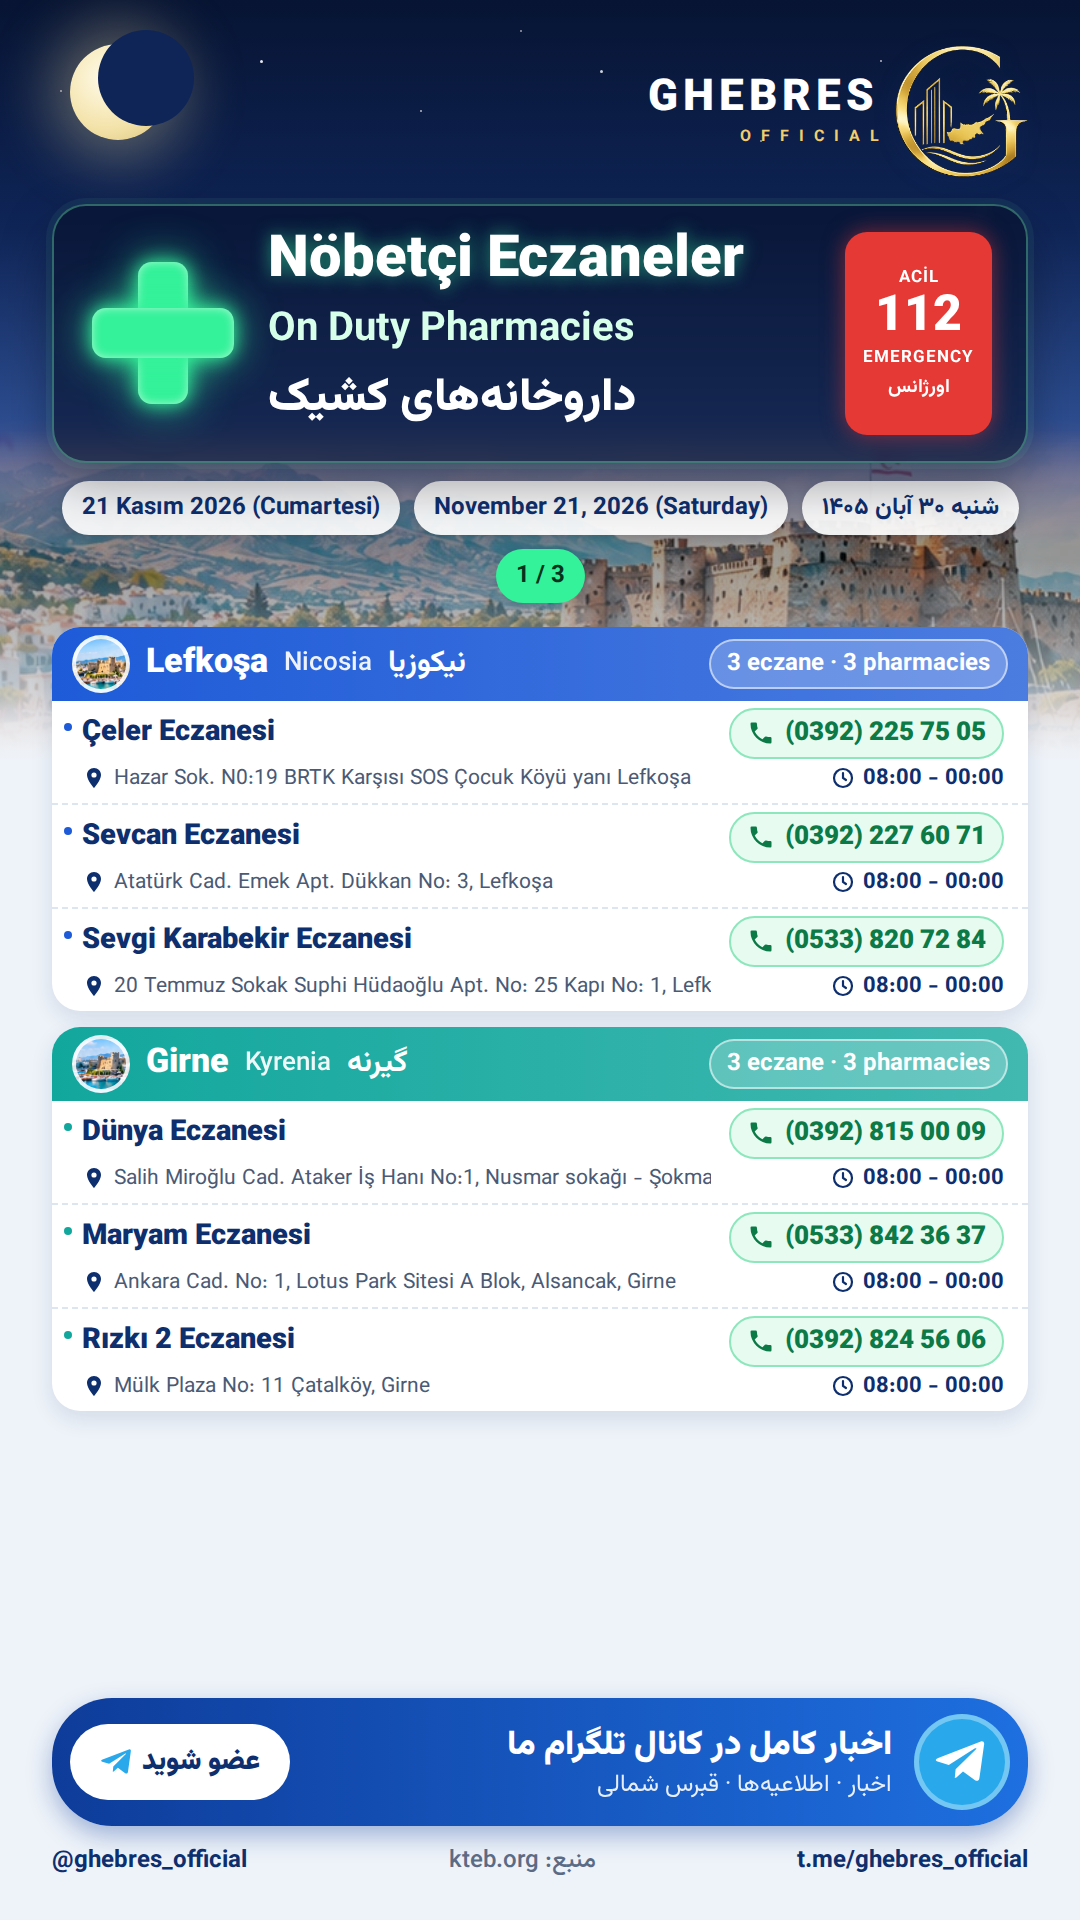 GHEBRES
OFFICIAL
Nöbetçi Eczaneler
On Duty Pharmacies
داروخانه‌های کشیک
ACİL
112
EMERGENCY
اورژانس
21 Kasım 2026 (Cumartesi)
November 21, 2026 (Saturday)
شنبه ۳۰ آبان ۱۴۰۵
1 / 3
Lefkoşa Nicosia نیکوزیا
3 eczane · 3 pharmacies
Çeler Eczanesi
(0392) 225 75 05
Hazar Sok. N0:19 BRTK Karşısı SOS Çocuk Köyü yanı Lefkoşa
08:00 - 00:00
Sevcan Eczanesi
(0392) 227 60 71
Atatürk Cad. Emek Apt. Dükkan No: 3, Lefkoşa
08:00 - 00:00
Sevgi Karabekir Eczanesi
(0533) 820 72 84
20 Temmuz Sokak Suphi Hüdaoğlu Apt. No: 25 Kapı No: 1, Lefk
08:00 - 00:00
Girne Kyrenia گیرنه
3 eczane · 3 pharmacies
Dünya Eczanesi
(0392) 815 00 09
Salih Miroğlu Cad. Ataker İş Hanı No:1, Nusmar sokağı - Şokma
08:00 - 00:00
Maryam Eczanesi
(0533) 842 36 37
Ankara Cad. No: 1, Lotus Park Sitesi A Blok, Alsancak, Girne
08:00 - 00:00
Rızkı 2 Eczanesi
(0392) 824 56 06
Mülk Plaza No: 11 Çatalköy, Girne
08:00 - 00:00
اخبار کامل در کانال تلگرام ما
اخبار · اطلاعیه‌ها · قبرس شمالی
عضو شوید
@ghebres_official
منبع: kteb.org
t.me/ghebres_official